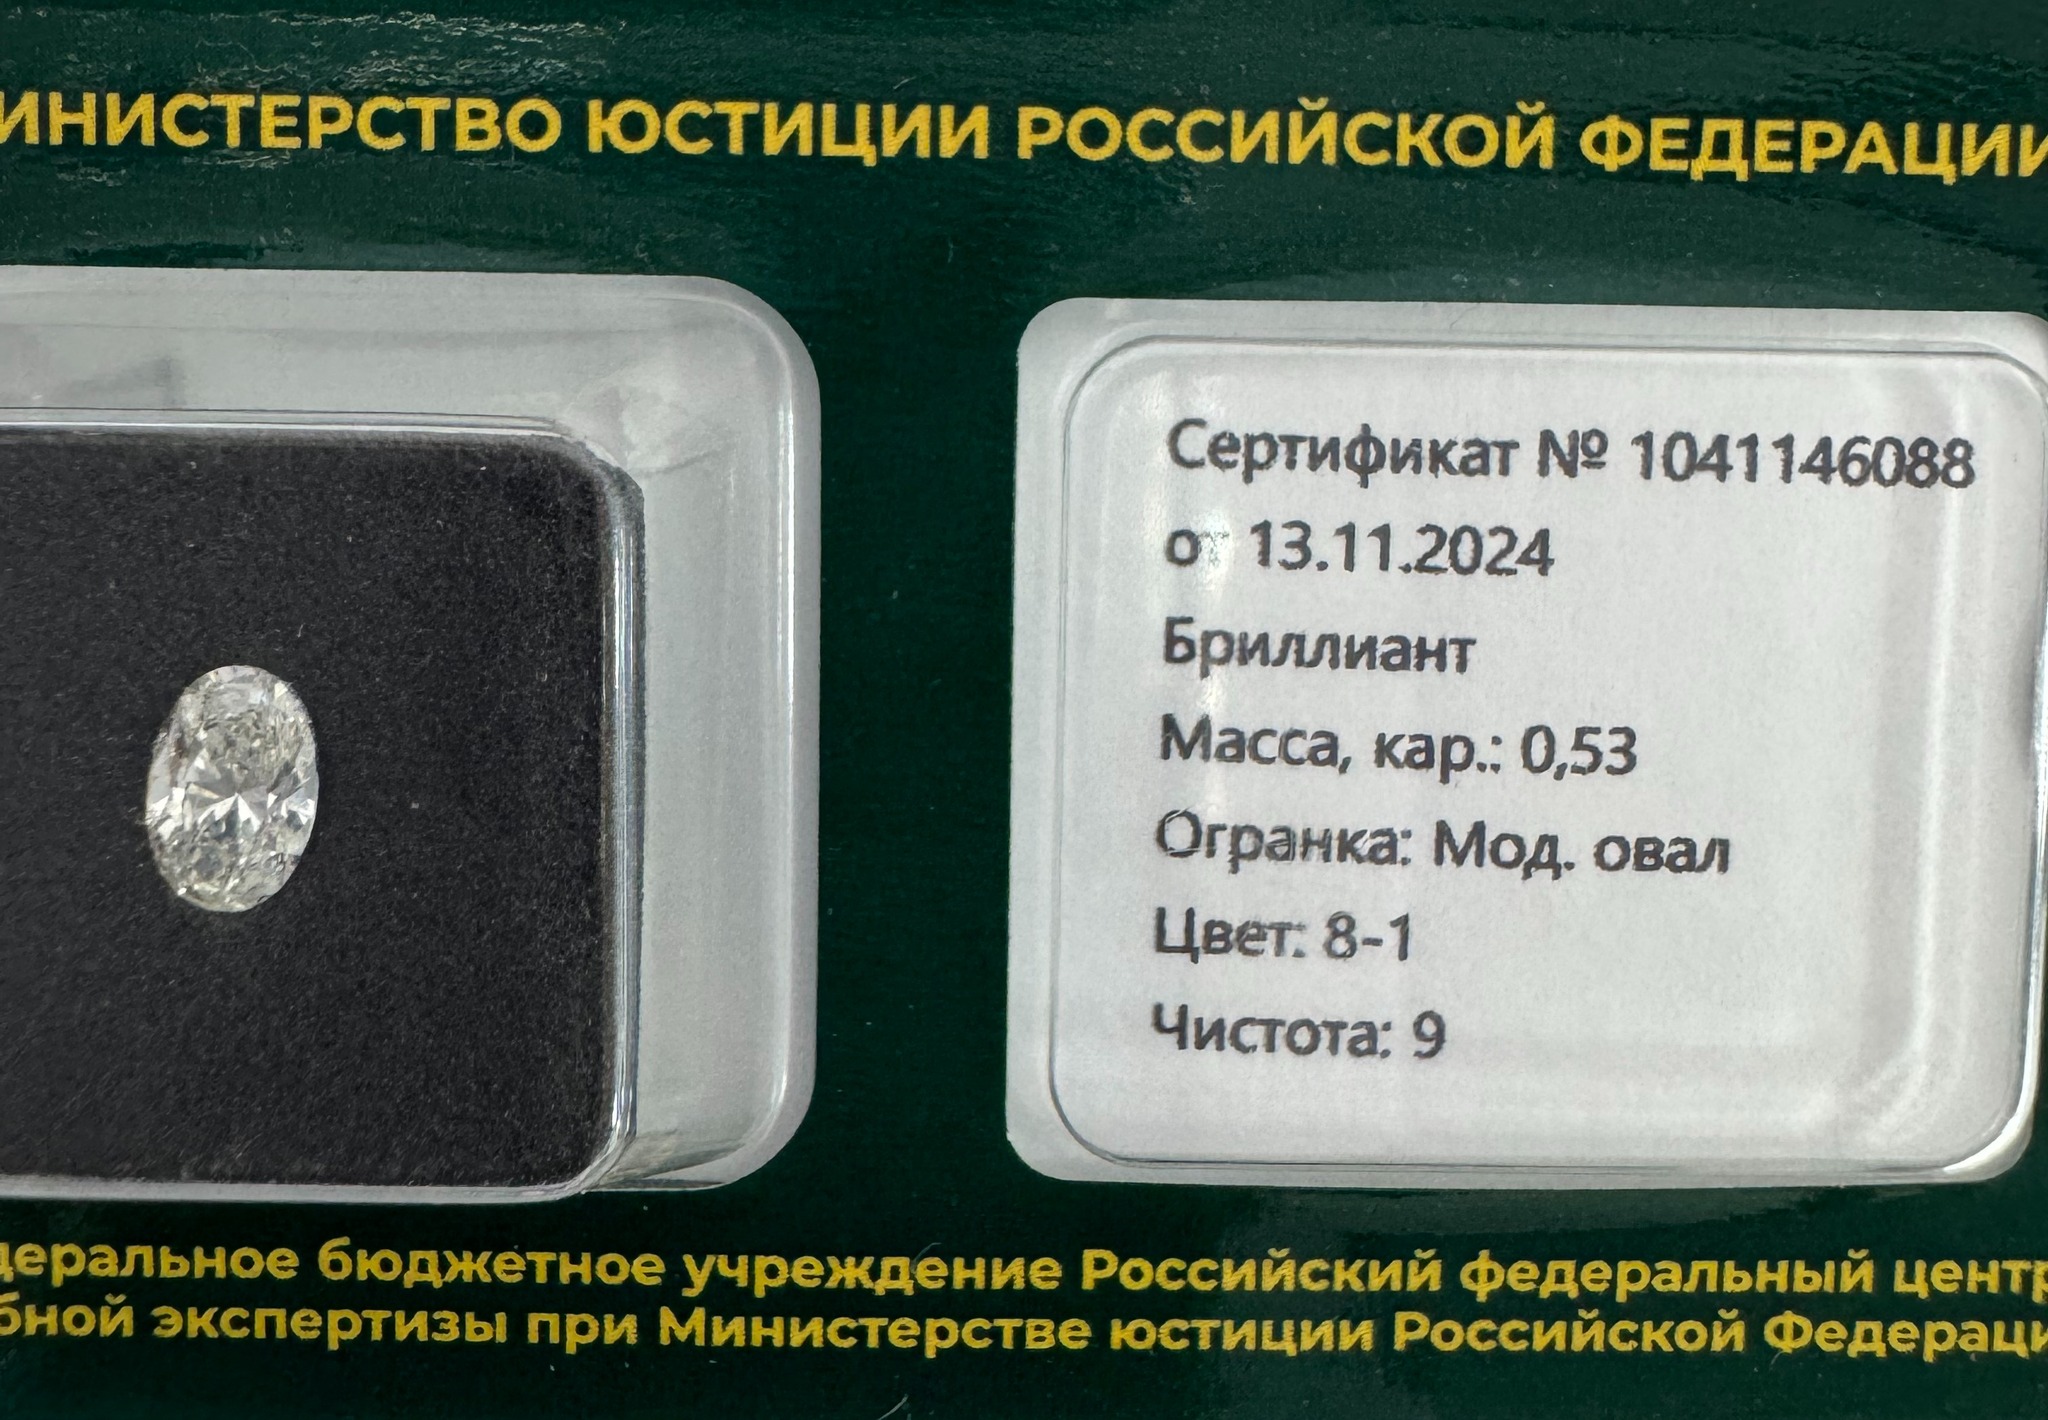 ИНИСТЕРСТВО ЮСТИЦИИ РОССИЙСКОЙ ФЕДЕРАЦИИ
Сертификат № 1041146088
от 13.11.2024
Бриллиант
Масса, кар.: 0,53
Огранка: Мод. овал
Цвет: 8-1
Чистота: 9
деральное бюджетное учреждение Российский федеральный центр
бной экспертизы при Министерстве юстиции Российской Федераци